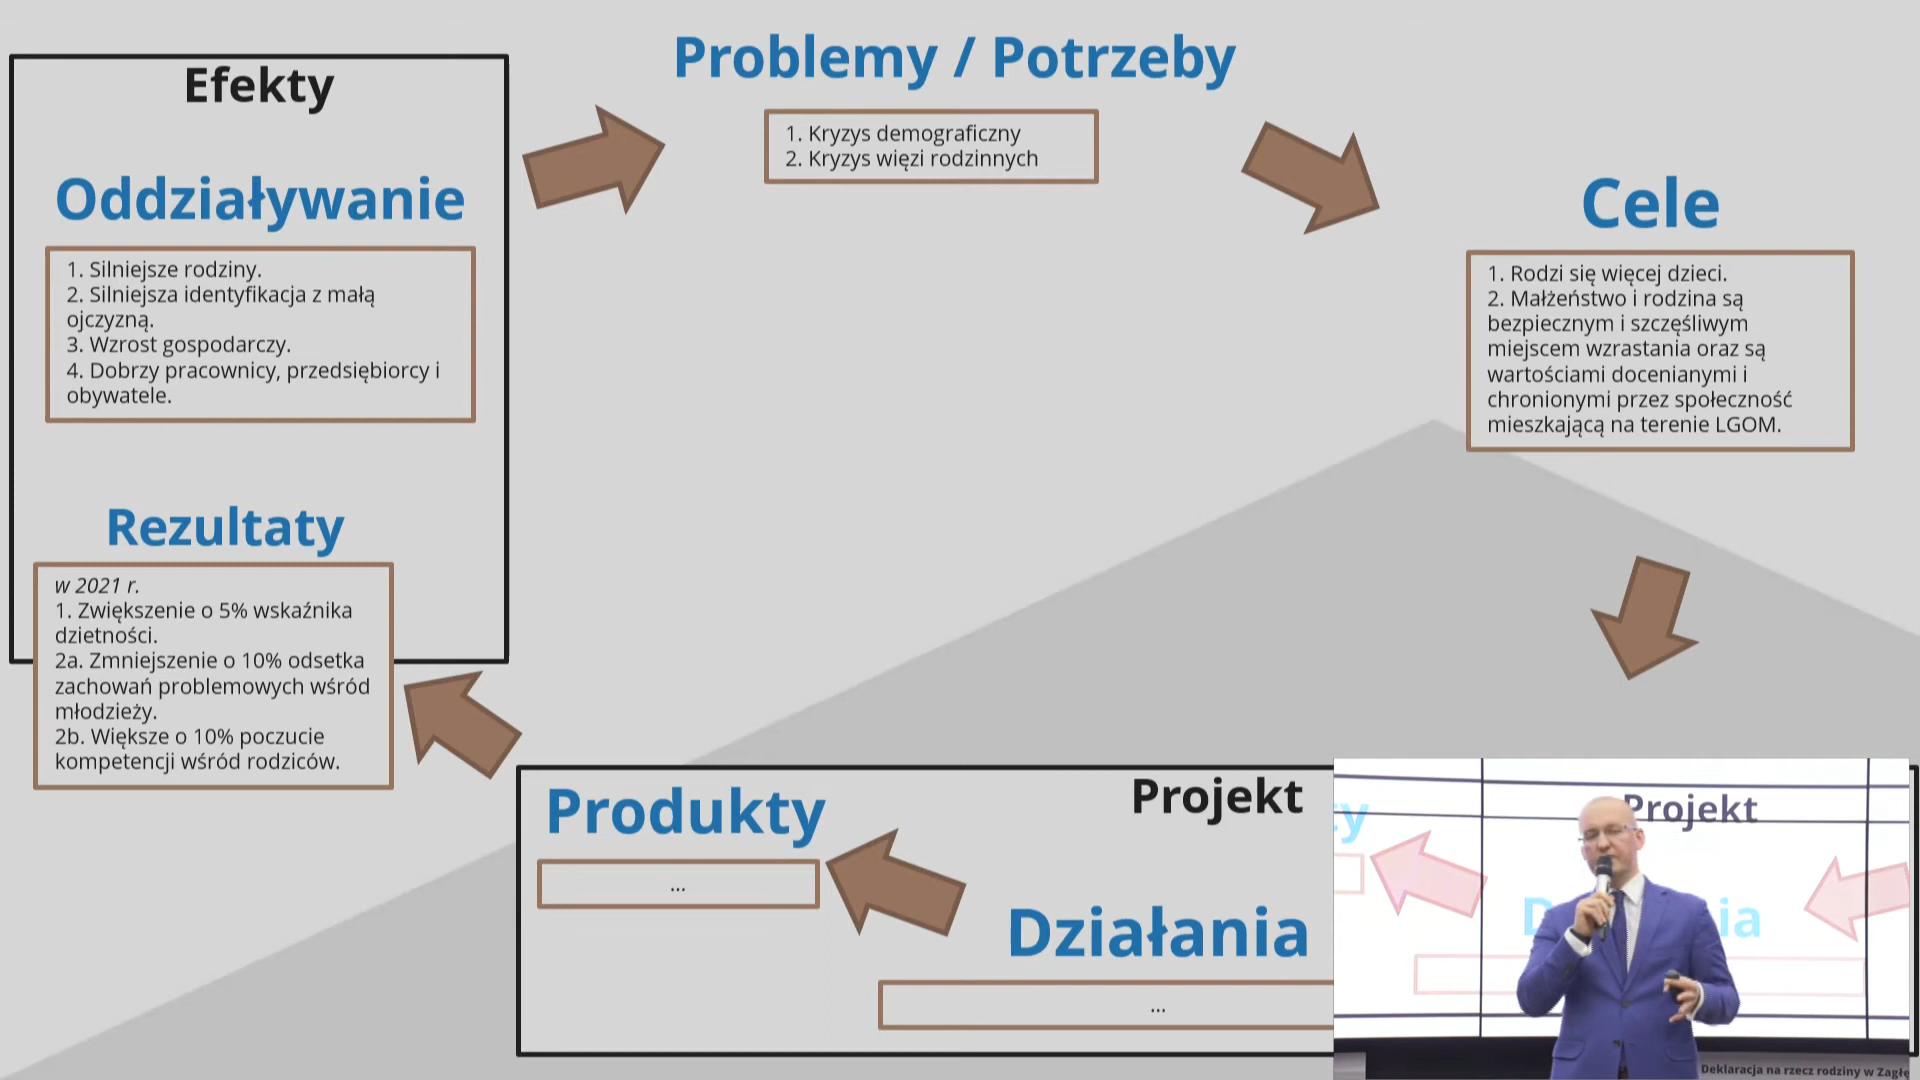 Problemy / Potrzeby
1. Kryzys demograficzny
2. Kryzys więzi rodzinnych
Efekty
Oddziaływanie
1. Silniejsze rodziny.
2. Silniejsza identyfikacja z małą
ojczyzną.
3. Wzrost gospodarczy.
4. Dobrzy pracownicy, przedsiębiorcy i
obywatele.
Cele
1. Rodzi się więcej dzieci.
2. Małżeństwo i rodzina są
bezpiecznym i szczęśliwym
miejscem wzrastania oraz są
wartościami docenianymi i
chronionymi przez społeczność
mieszkającą na terenie LGOM.
Rezultaty
w 2021 r.
1. Zwiększenie o 5% wskaźnika
dzietności.
2a. Zmniejszenie o 10% odsetka
zachowań problemowych wśród
młodzieży.
2b. Większe o 10% poczucie
kompetencji wśród rodziców.
Projekt
Produkty
...
Działania
...
Projekt
Deklaracja na rzecz rodziny w